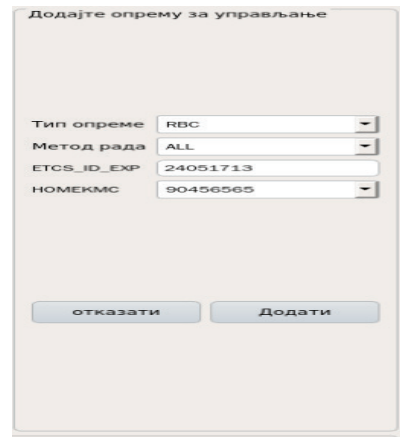 Додајте опрему за управљање
Тип опреме RBC
Метод рада ALL
ETCS_ID_EXP 24051713
HOMEKMC 90456565
отказати Додати